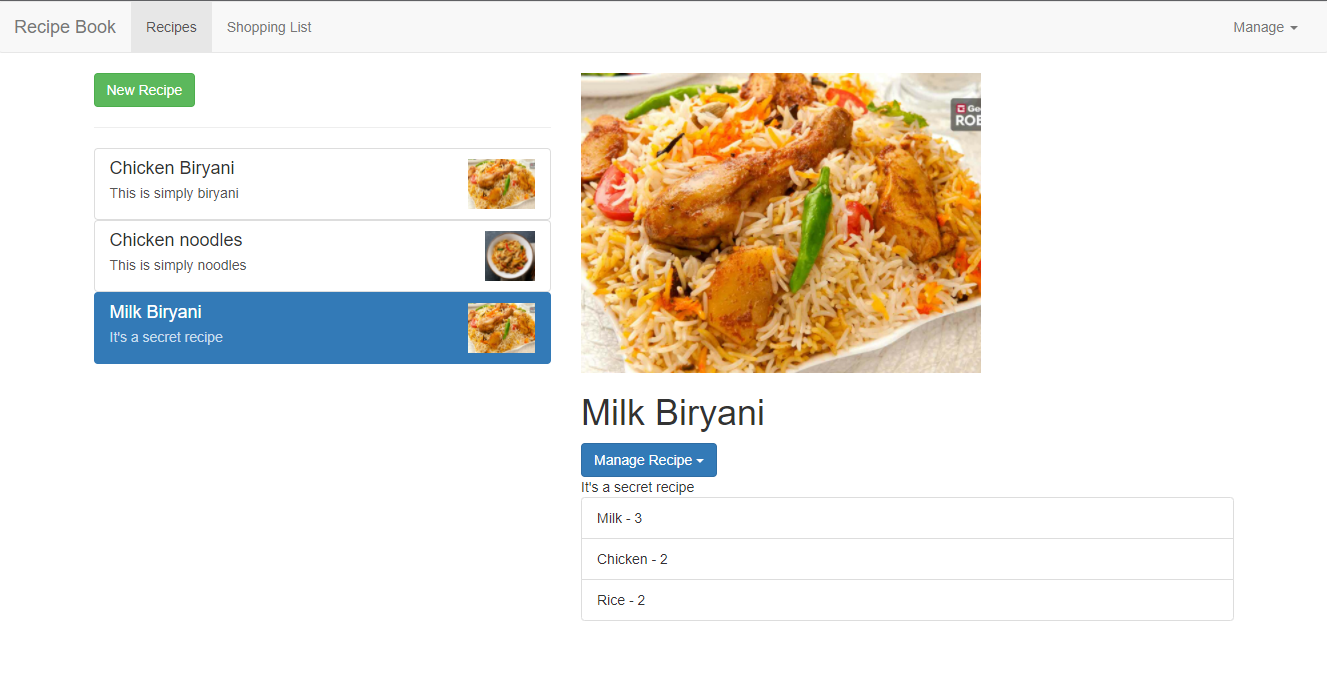 Recipe Book
Recipes
Shopping List
Manage
New Recipe
Chicken Biryani
This is simply biryani
Chicken noodles
This is simply noodles
Milk Biryani
It's a secret recipe
Milk Biryani
Manage Recipe
It's a secret recipe
Milk - 3
Chicken - 2
Rice - 2